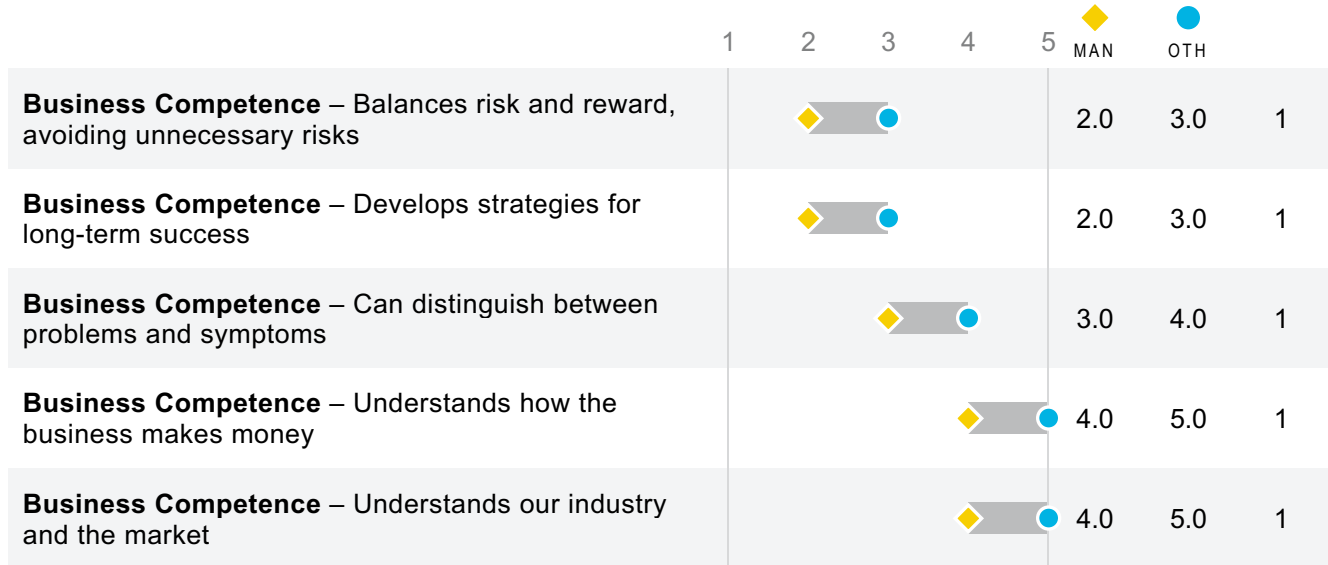 1 2 3 4 5 MAN OTH
Business Competence – Balances risk and reward,
avoiding unnecessary risks
2.0 3.0 1
Business Competence – Develops strategies for
long-term success
2.0 3.0 1
Business Competence – Can distinguish between
problems and symptoms
3.0 4.0 1
Business Competence – Understands how the
business makes money
4.0 5.0 1
Business Competence – Understands our industry
and the market
4.0 5.0 1